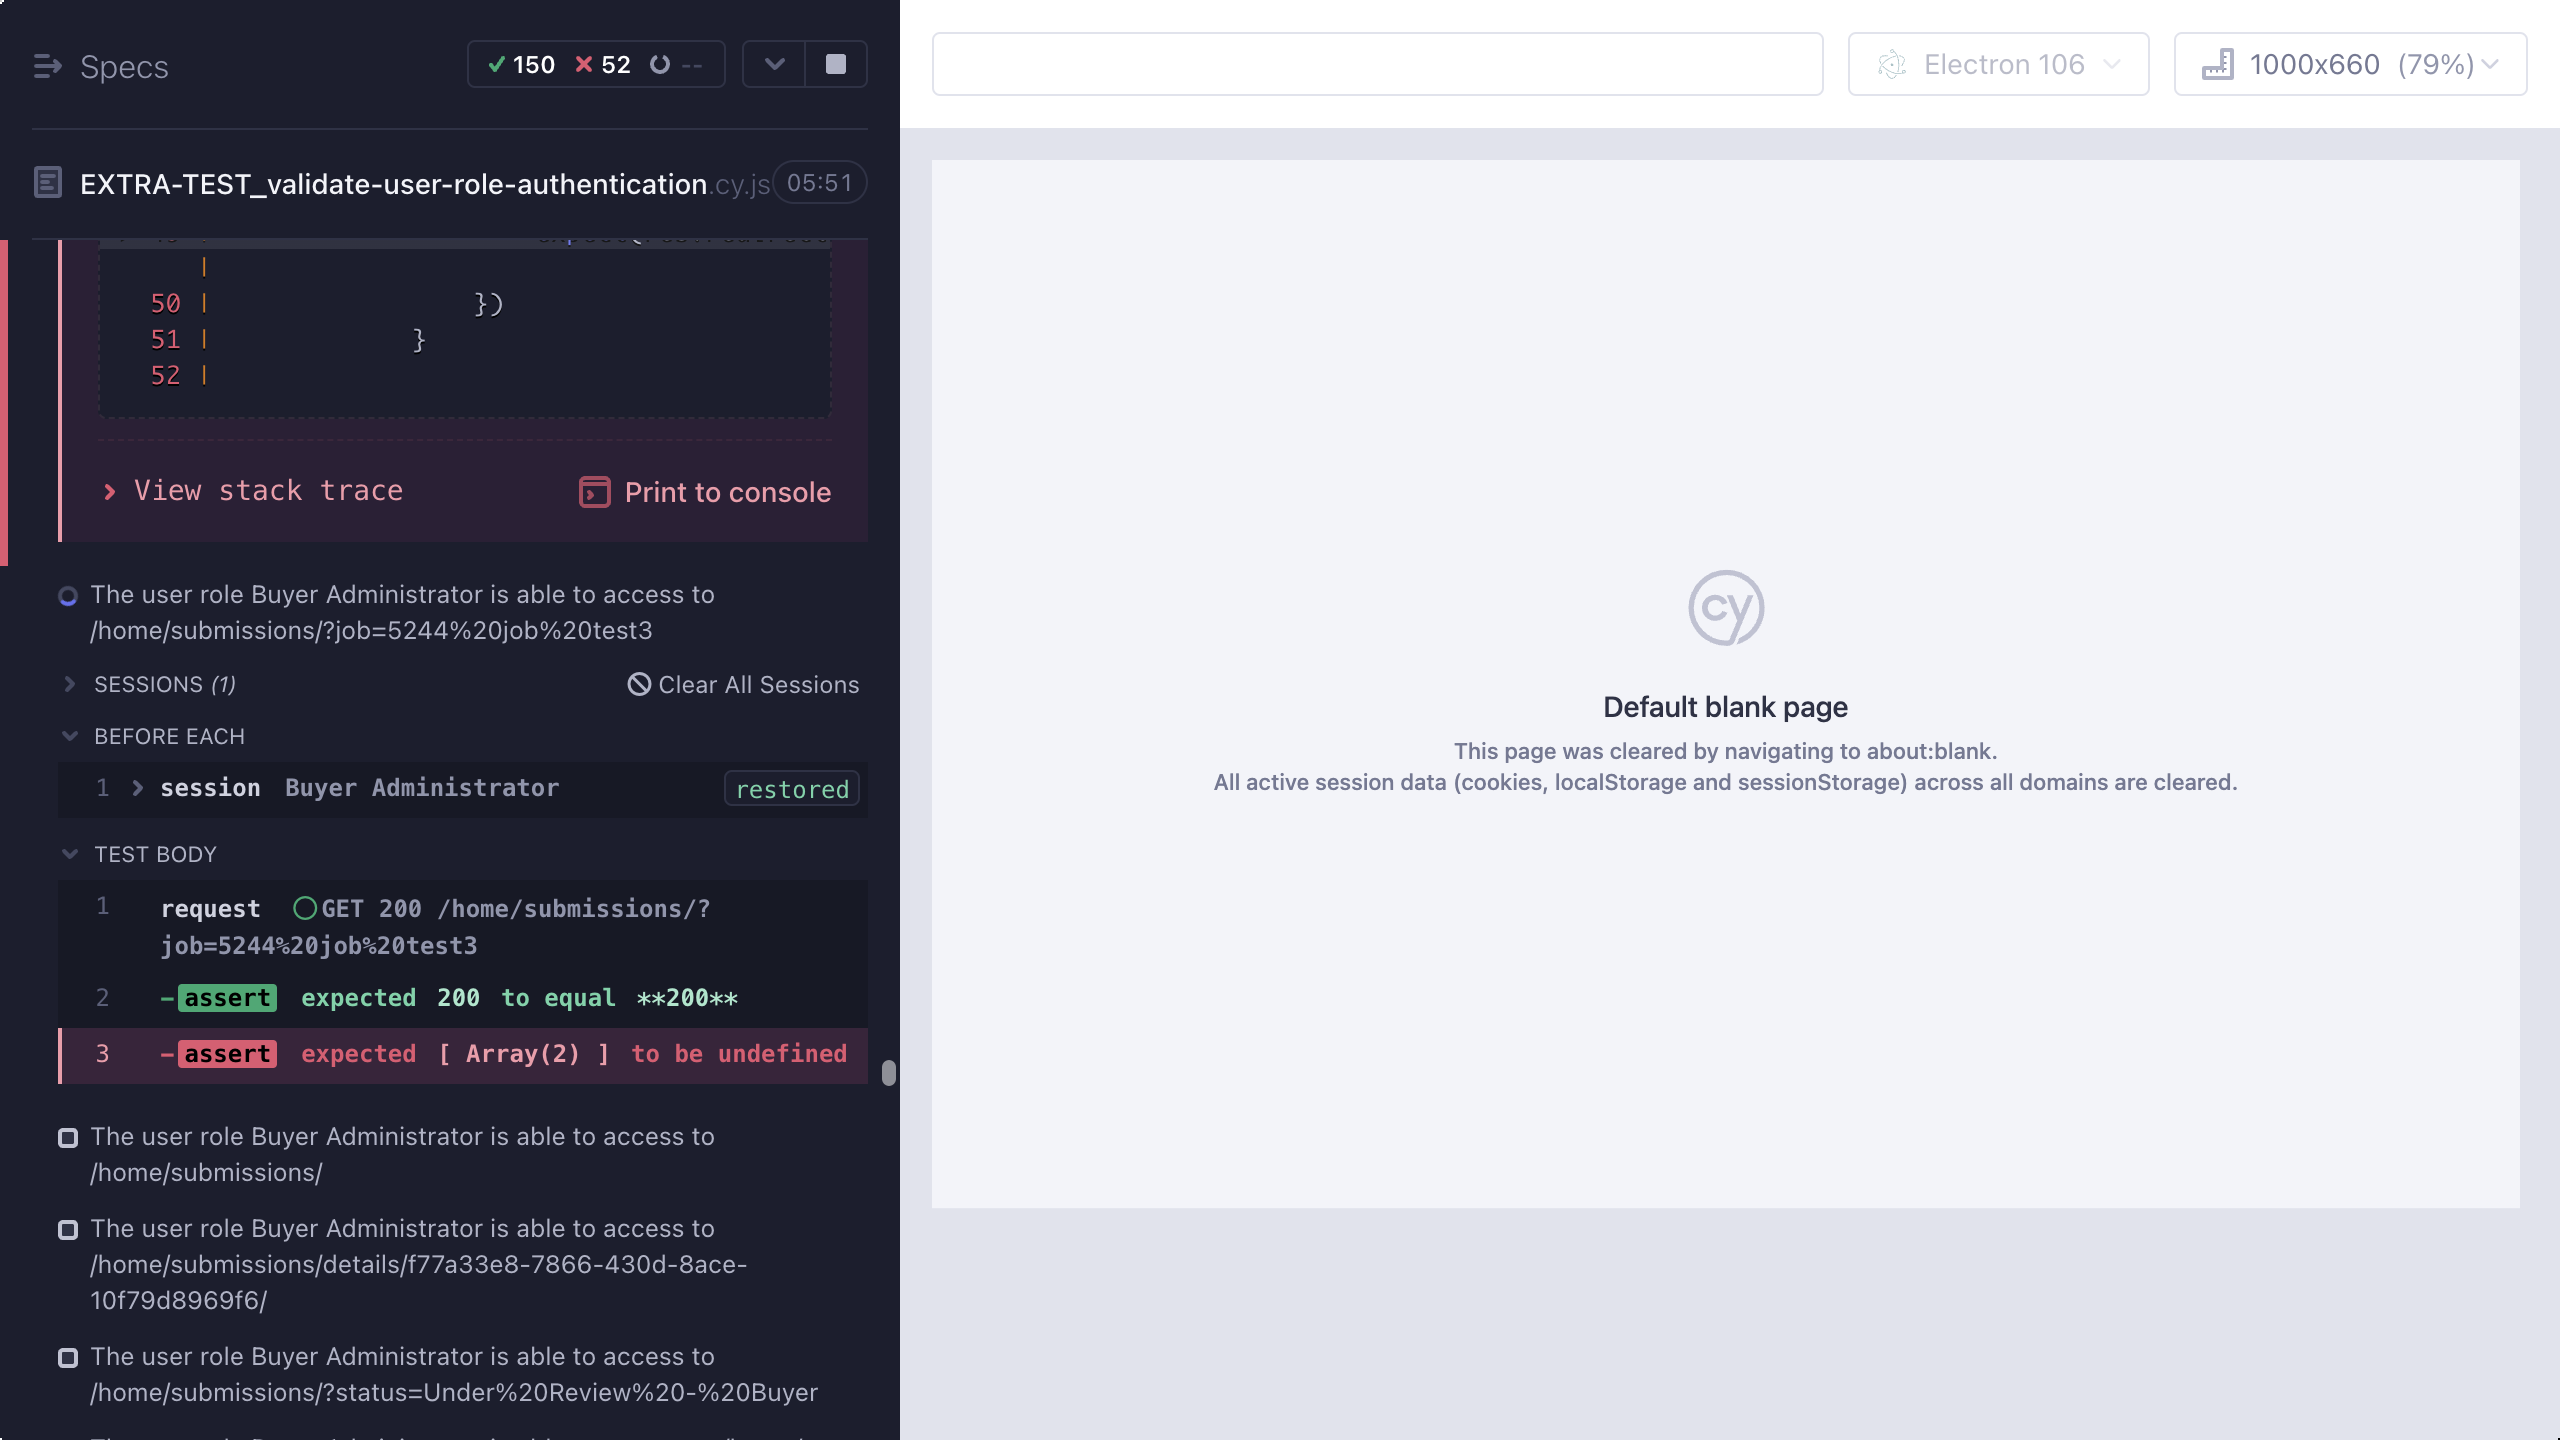 Specs
150 52 --
EXTRA-TEST_validate-user-role-authentication.cy.js 05:51
|
50 | })
51 | }
52 |
View stack trace
Print to console
The user role Buyer Administrator is able to access to
/home/submissions/?job=5244%20job%20test3
SESSIONS (1)
Clear All Sessions
BEFORE EACH
1 session Buyer Administrator restored
TEST BODY
1 request GET 200 /home/submissions/?
job=5244%20job%20test3
2 -assert expected 200 to equal **200**
3 -assert expected [ Array(2) ] to be undefined
The user role Buyer Administrator is able to access to
/home/submissions/
The user role Buyer Administrator is able to access to
/home/submissions/details/f77a33e8-7866-430d-8ace-
10f79d8969f6/
The user role Buyer Administrator is able to access to
/home/submissions/?status=Under%20Review%20-%20Buyer
Electron 106
1000x660 (79%)
cy
Default blank page
This page was cleared by navigating to about:blank.
All active session data (cookies, localStorage and sessionStorage) across all domains are cleared.